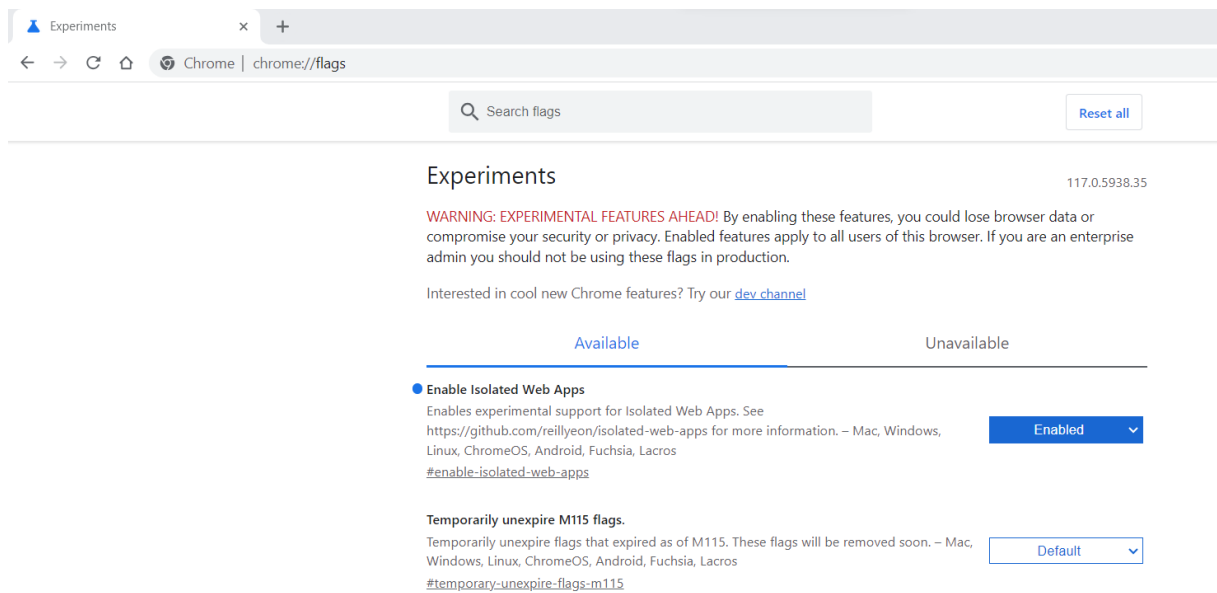 Experiments
Chrome | chrome://flags
Search flags
Reset all
Experiments
117.0.5938.35
WARNING: EXPERIMENTAL FEATURES AHEAD! By enabling these features, you could lose browser data or
compromise your security or privacy. Enabled features apply to all users of this browser. If you are an enterprise
admin you should not be using these flags in production.
Interested in cool new Chrome features? Try our dev channel
Available
Unavailable
Enable Isolated Web Apps
Enables experimental support for Isolated Web Apps. See
https://github.com/reillyeon/isolated-web-apps for more information. – Mac, Windows,
Linux, ChromeOS, Android, Fuchsia, Lacros
#enable-isolated-web-apps
Enabled
Temporarily unexpire M115 flags.
Temporarily unexpire flags that expired as of M115. These flags will be removed soon. – Mac,
Windows, Linux, ChromeOS, Android, Fuchsia, Lacros
#temporary-unexpire-flags-m115
Default